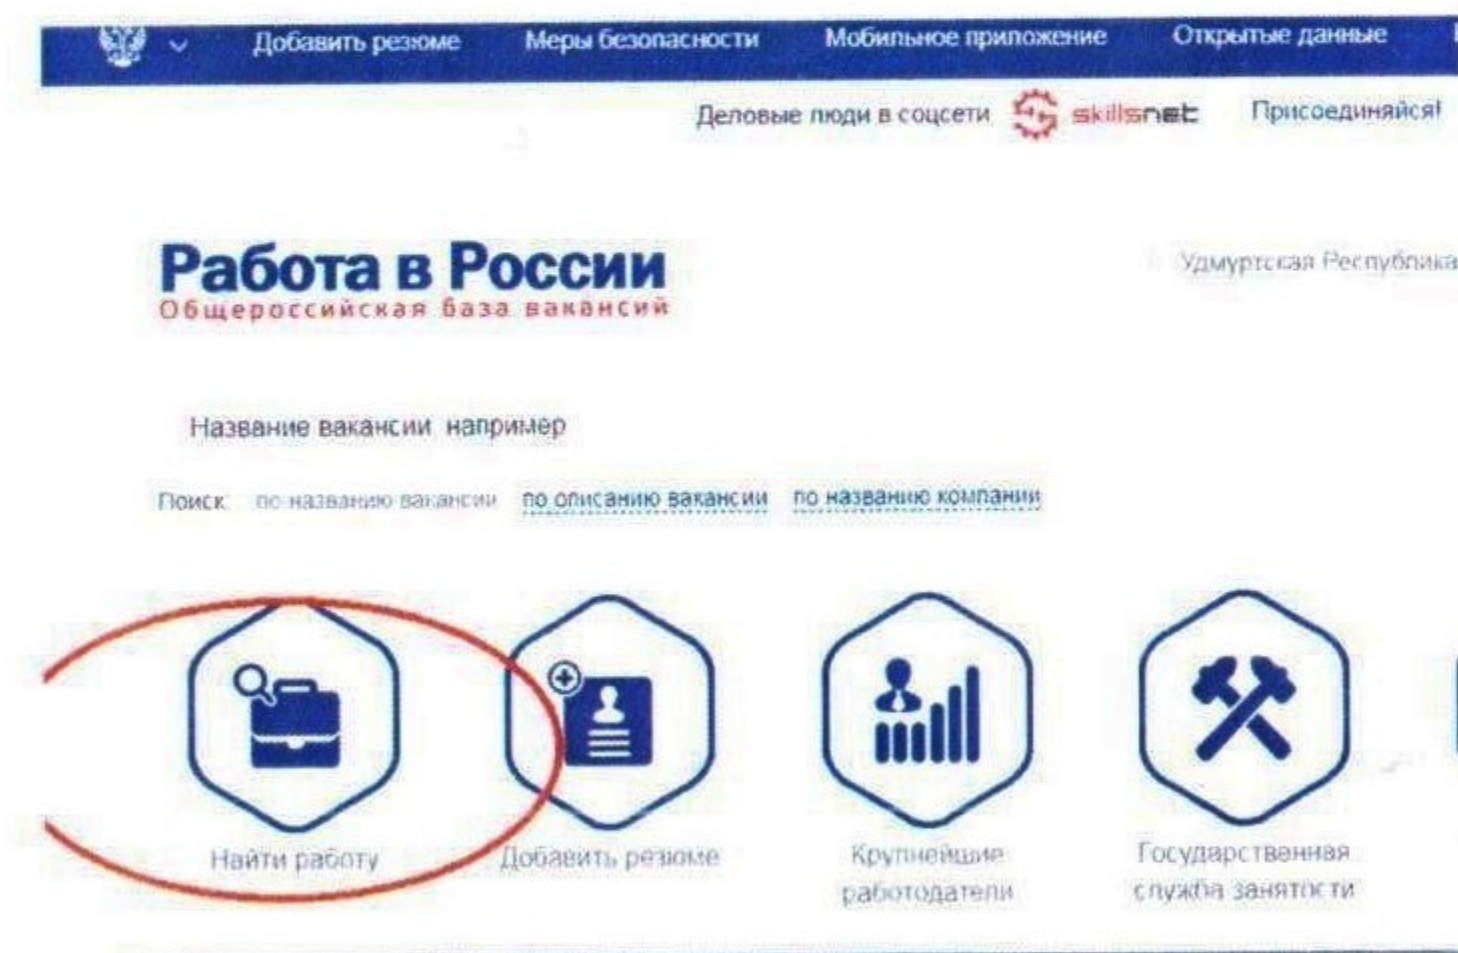 Добавить резюме Меры безопасности Мобильное приложение Открытые данные
Деловые люди в соцсети skillsnet Присоединяйся!
Работа в России
Общероссийская база вакансий
Удмуртская Республика
Название вакансии например
Поиск по названию вакансии по описанию вакансии по названию компании
Найти работу
Добавить резюме
Крупнейшие
работодатели
Государственная
служба занятости